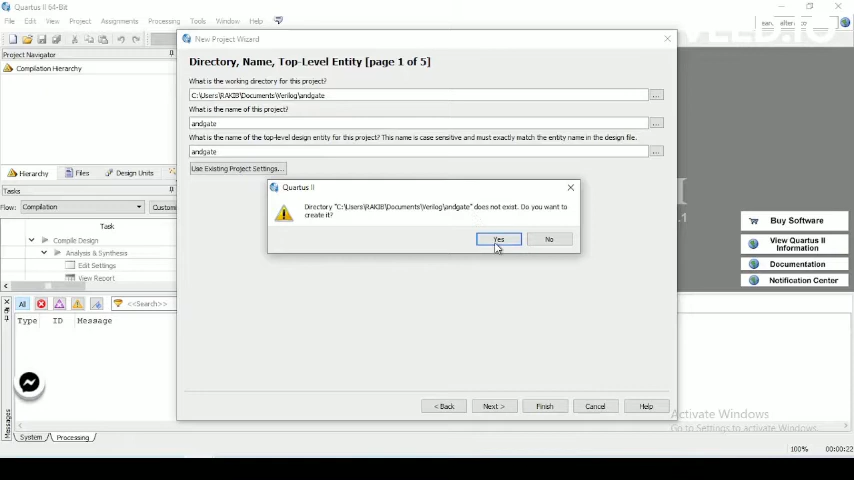 Quartus II 64-Bit
File Edit View Project Assignments Processing Tools Window Help
Project Navigator
Compilation Hierarchy
Hierarchy Files Design Units
Tasks
Flow: Compilation Custom
Task
Compile Design
Analysis & Synthesis
Edit Settings
View Report
New Project Wizard
Directory, Name, Top-Level Entity [page 1 of 5]
What is the working directory for this project?
C:\Users\RAKIB\Documents\Verilog\andgate
...
What is the name of this project?
andgate
...
What is the name of the top-level design entity for this project? This name is case sensitive and must exactly match the entity name in the design file.
andgate
...
Use Existing Project Settings...
Quartus II
Directory "C:\Users\RAKIB\Documents\Verilog\andgate" does not exist. Do you want to
create it?
Yes No
< Back Next > Finish Cancel Help
Buy Software
View Quartus II
Information
Documentation
Notification Center
All <<Search>>
Type ID Message
Messages
System Processing
Activate Windows
Go to Settings to activate Windows.
100% 00:00:22